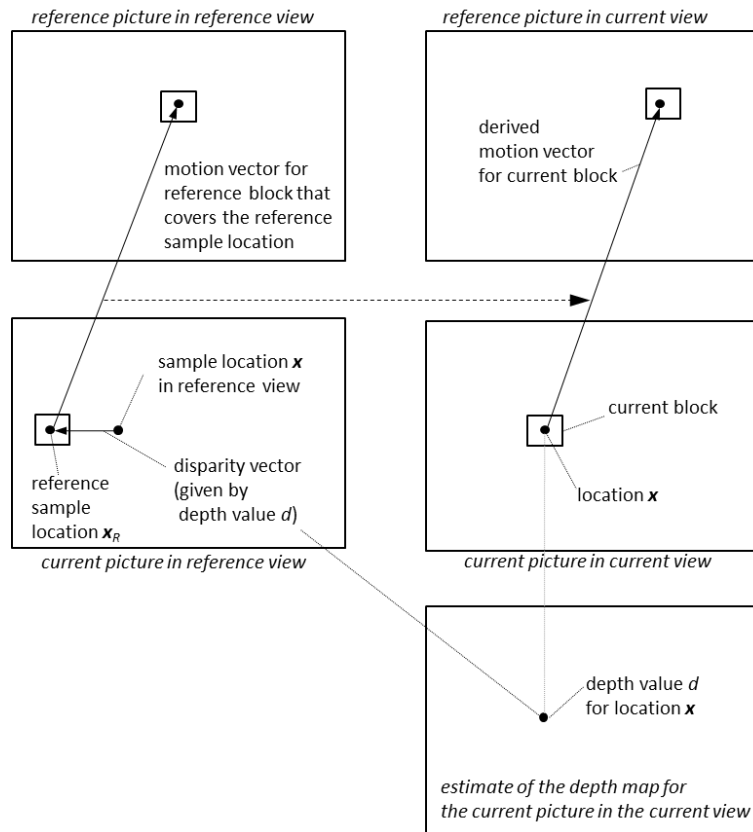 reference picture in reference view
reference picture in current view
motion vector for
reference block that
covers the reference
sample location
derived
motion vector
for current block
sample location x
in reference view
disparity vector
(given by
depth value d)
reference
sample
location xR
current block
location x
current picture in reference view
current picture in current view
depth value d
for location x
estimate of the depth map for
the current picture in the current view